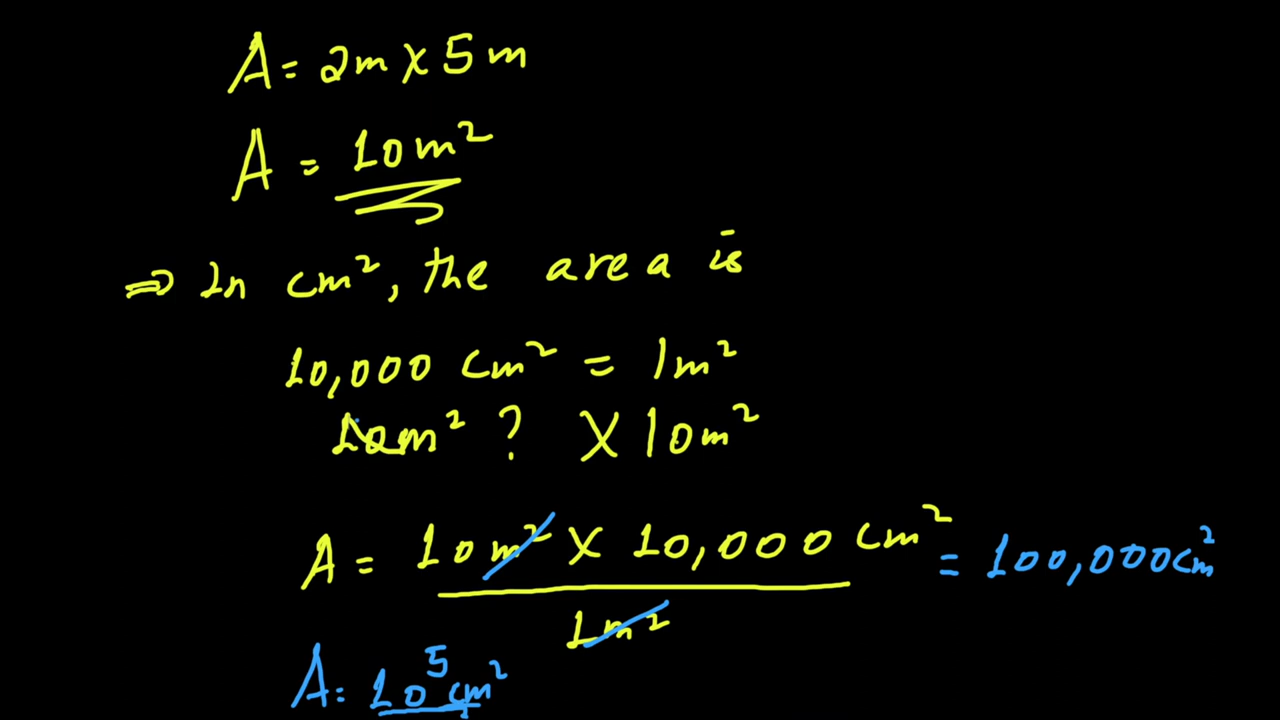 A = 2m × 5m
A = 10m²
⇒ In cm², the area is
10,000 cm² = 1m²
? × 10m²
A = 10m² × 10,000 cm² / 1m² = 100,000cm²
A = 10⁵cm²